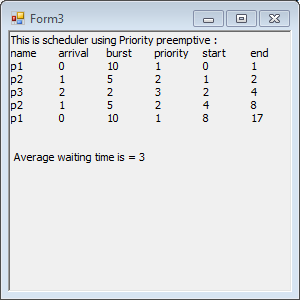 Form3
This is scheduler using Priority preemptive :
name arrival burst priority start end
p1 0 10 1 0 1
p2 1 5 2 1 2
p3 2 2 3 2 4
p2 1 5 2 4 8
p1 0 10 1 8 17
Average waiting time is = 3